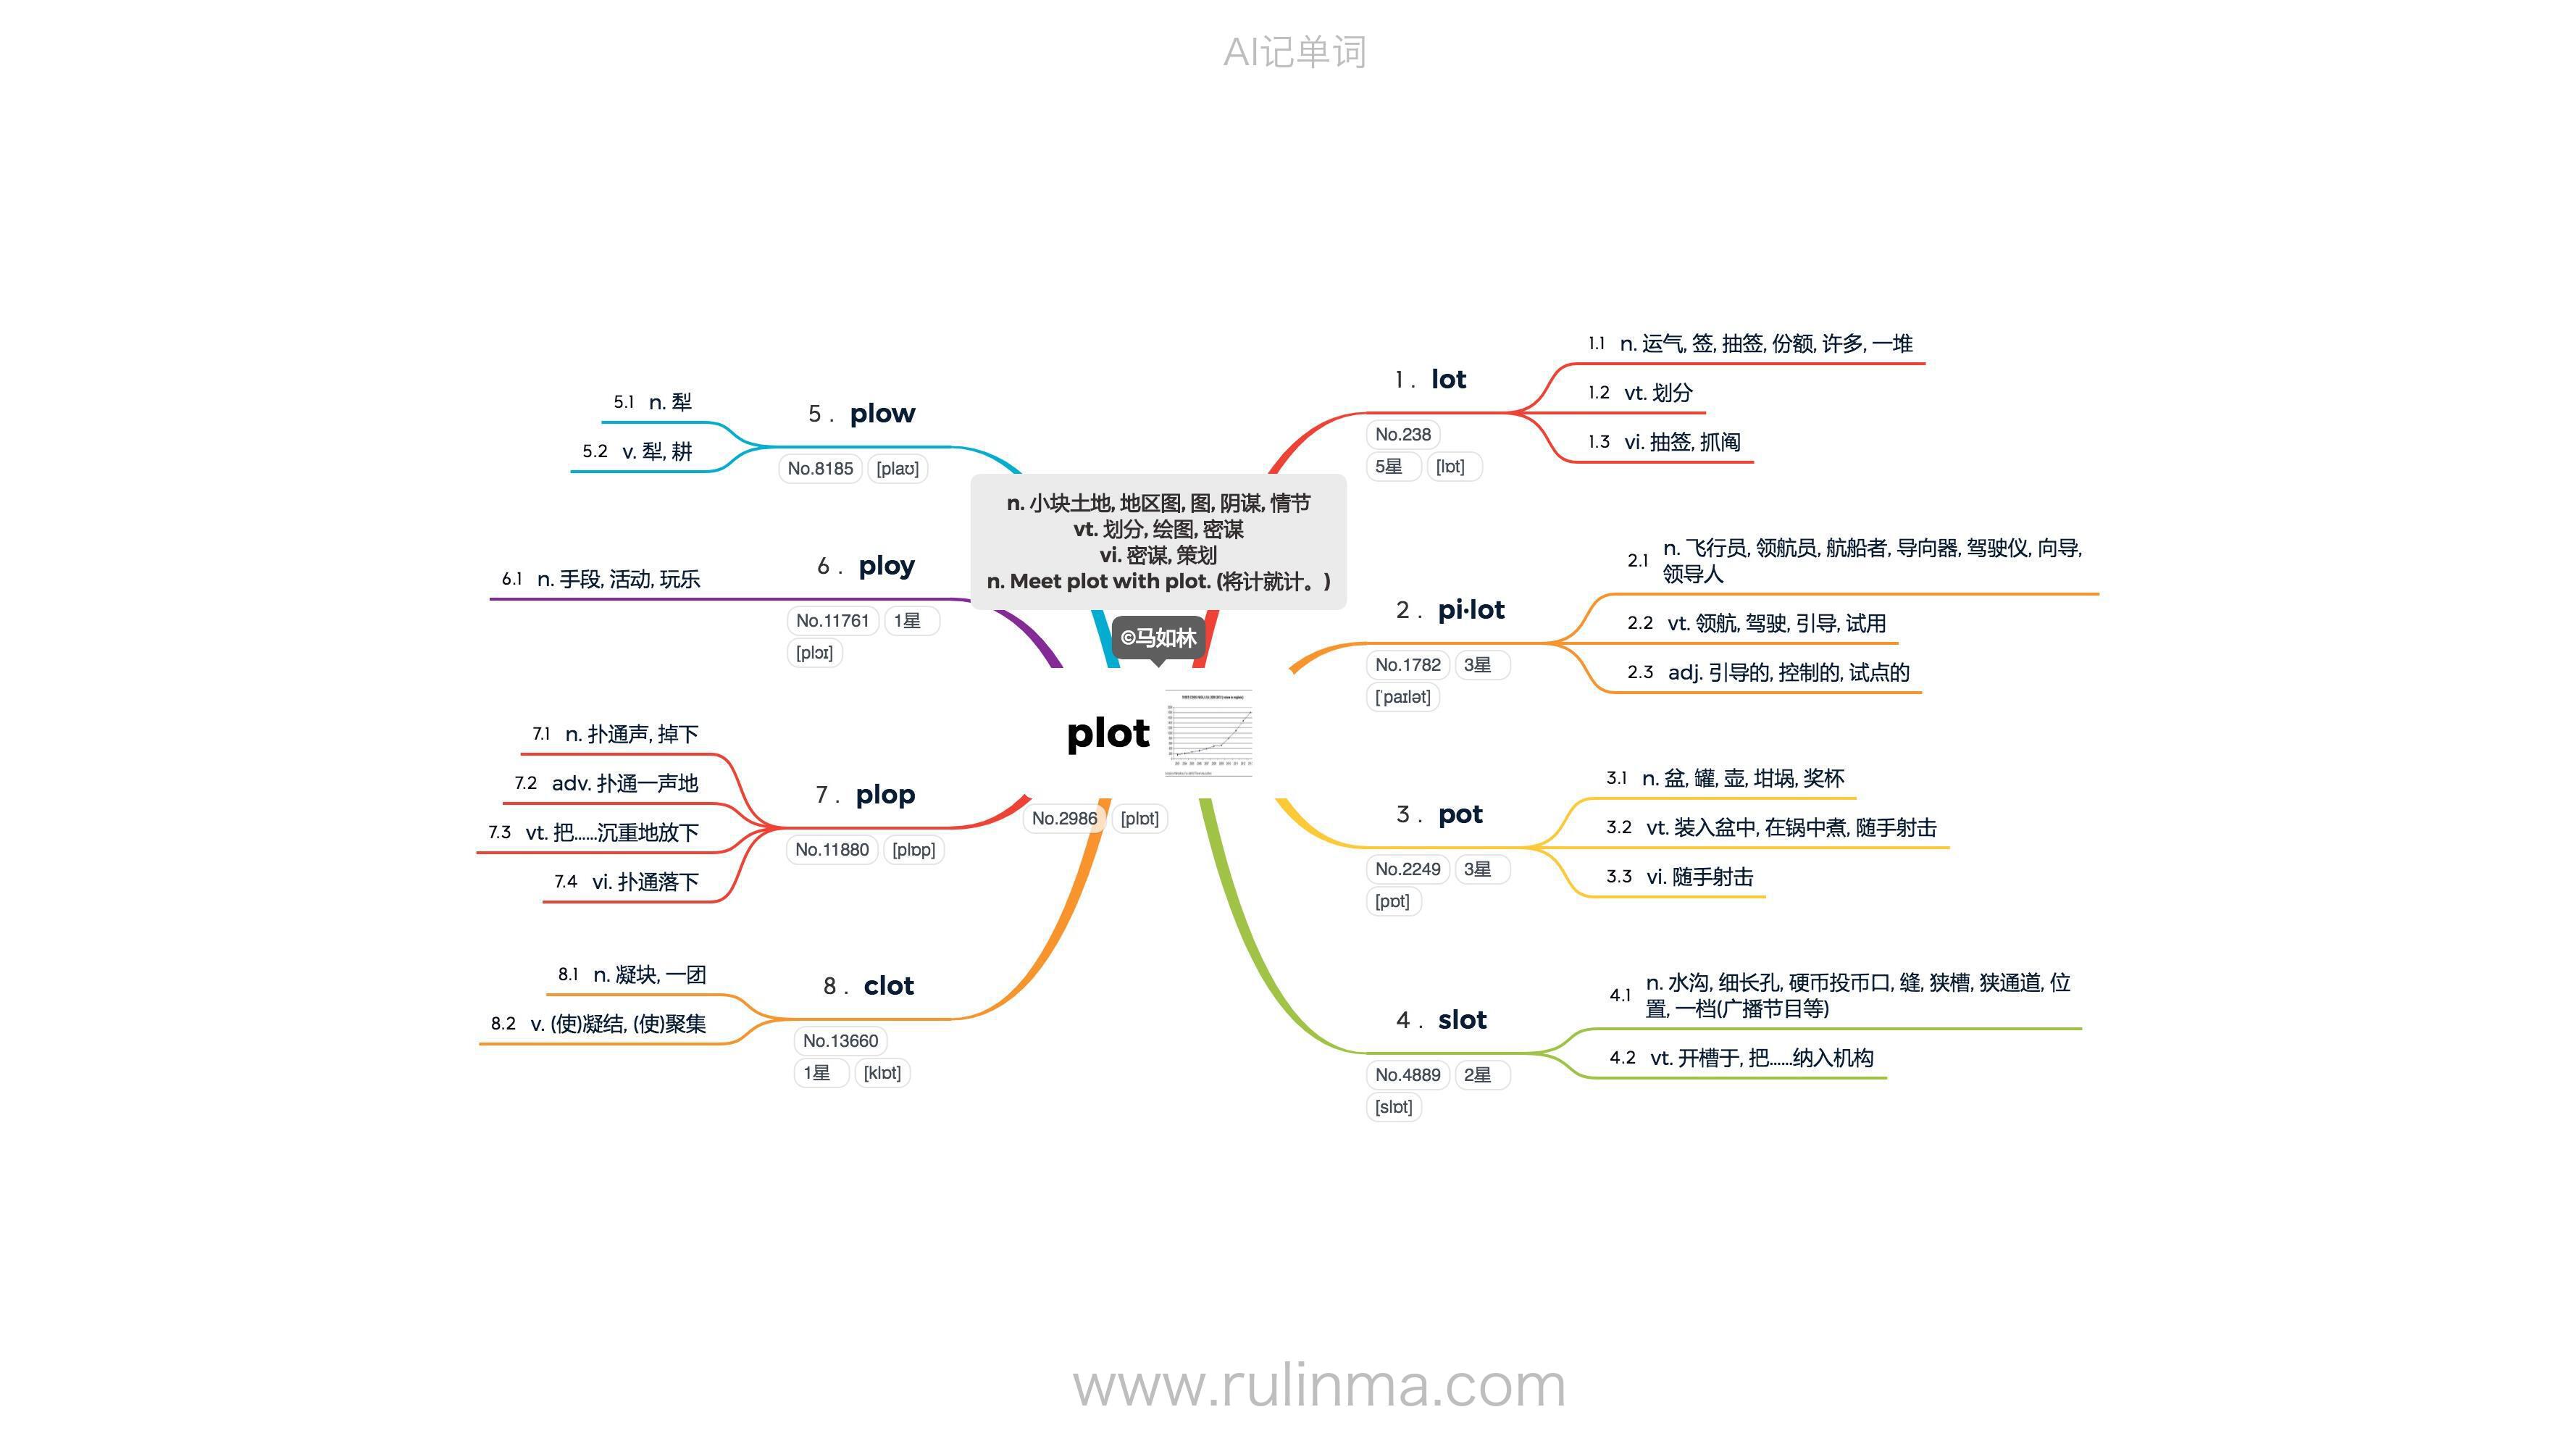 AI记单词
n. 小块土地, 地区图, 图, 阴谋, 情节
vt. 划分, 绘图, 密谋
vi. 密谋, 策划
n. Meet plot with plot. (将计就计。)
©马如林
plot
No.2986 [plɒt]
1. lot
No.238
5星 [lɒt]
1.1 n. 运气, 签, 抽签, 份额, 许多, 一堆
1.2 vt. 划分
1.3 vi. 抽签, 抓阄
2. pi·lot
No.1782 3星
[ˈpaɪlət]
2.1 n. 飞行员, 领航员, 航船者, 导向器, 驾驶仪, 向导,
领导人
2.2 vt. 领航, 驾驶, 引导, 试用
2.3 adj. 引导的, 控制的, 试点的
3. pot
No.2249 3星
[pɒt]
3.1 n. 盆, 罐, 壶, 坩埚, 奖杯
3.2 vt. 装入盆中, 在锅中煮, 随手射击
3.3 vi. 随手射击
4. slot
No.4889 2星
[slɒt]
4.1 n. 水沟, 细长孔, 硬币投币口, 缝, 狭槽, 狭通道, 位
置, 一档(广播节目等)
4.2 vt. 开槽于, 把……纳入机构
5. plow
No.8185 [plaʊ]
5.1 n. 犁
5.2 v. 犁, 耕
6. ploy
No.11761 1星
[plɔɪ]
6.1 n. 手段, 活动, 玩乐
7. plop
No.11880 [plɒp]
7.1 n. 扑通声, 掉下
7.2 adv. 扑通一声地
7.3 vt. 把……沉重地放下
7.4 vi. 扑通落下
8. clot
No.13660
1星 [klɒt]
8.1 n. 凝块, 一团
8.2 v. (使)凝结, (使)聚集
www.rulinma.com